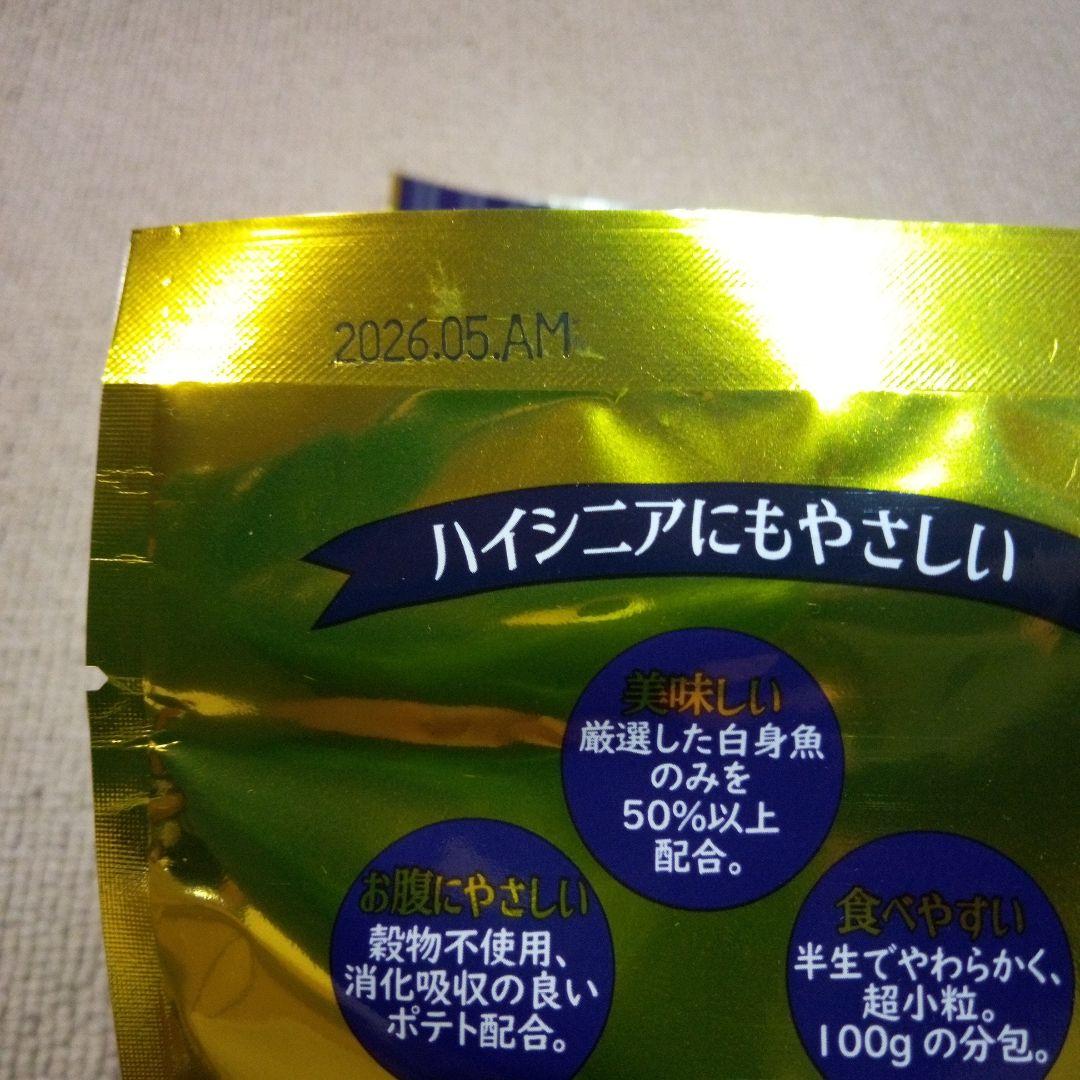 2026.05.AM
ハイシニアにもやさしい
美味しい
厳選した白身魚
のみを
50%以上
配合。
お腹にやさしい
穀物不使用、
消化吸収の良い
ポテト配合。
食べやすい
半生でやわらかく、
超小粒。
100gの分包。